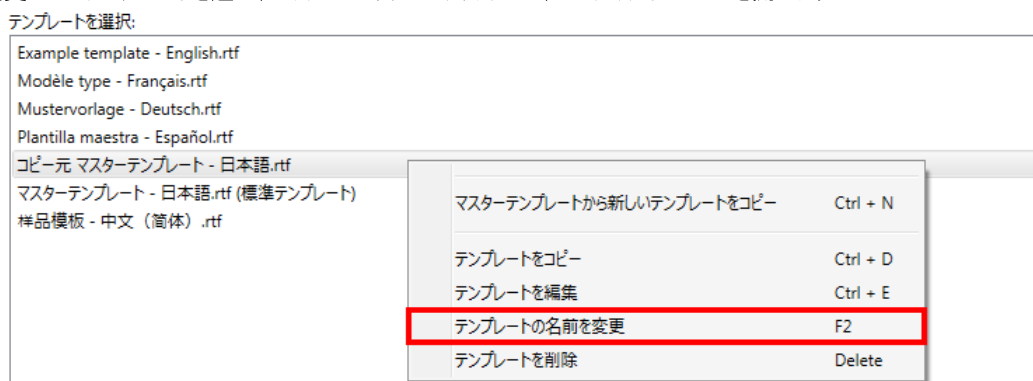 テンプレートを選択:
Example template - English.rtf
Modèle type - Français.rtf
Mustervorlage - Deutsch.rtf
Plantilla maestra - Español.rtf
コピー元 マスターテンプレート - 日本語.rtf
マスターテンプレート - 日本語.rtf (標準テンプレート)
样品模板 - 中文（简体）.rtf
マスターテンプレートから新しいテンプレートをコピー Ctrl + N
テンプレートをコピー Ctrl + D
テンプレートを編集 Ctrl + E
テンプレートの名前を変更 F2
テンプレートを削除 Delete